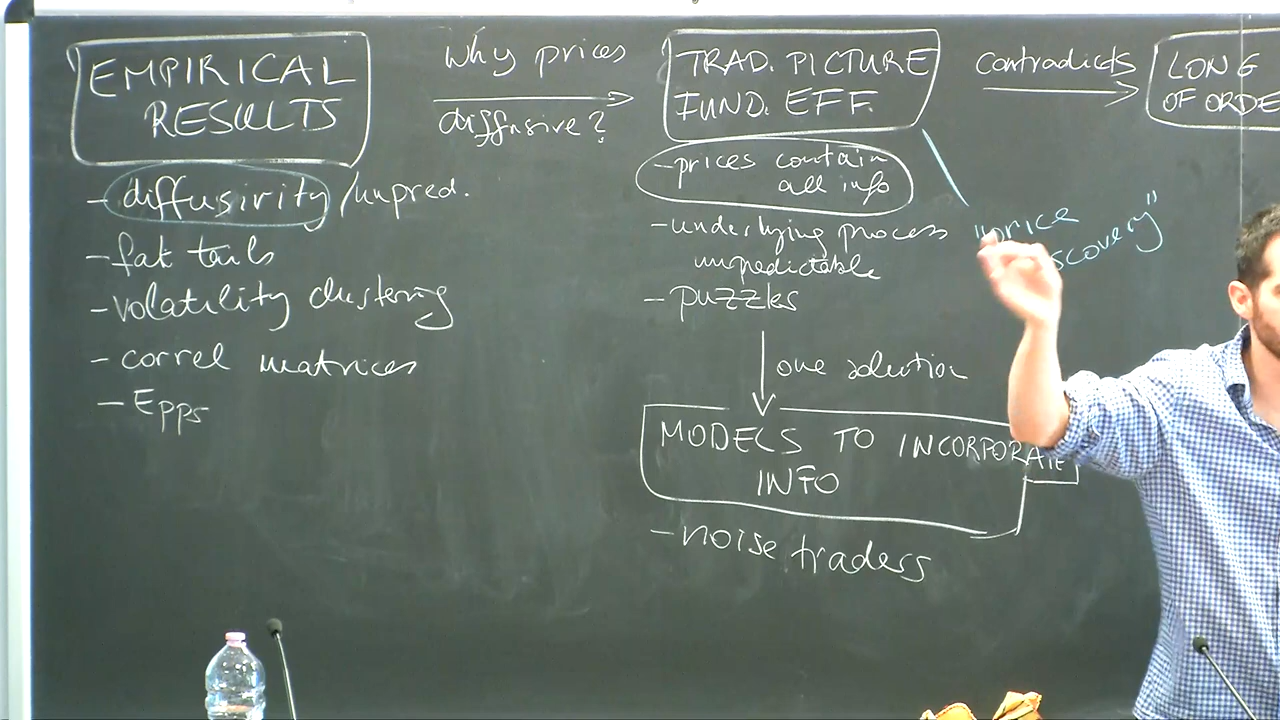 EMPIRICAL
RESULTS
- diffusivity / unpred.
- fat tails
- volatility clustering
- correl matrices
- Epps
Why prices
diffusive?
TRAD. PICTURE
FUND. EFF.
- prices contain
all info
- underlying process
unpredictable
- puzzles
one solution
MODELS TO INCORPORATE
INFO
- noise traders
"price
scovery"
contradicts
LONG
OF ORDE